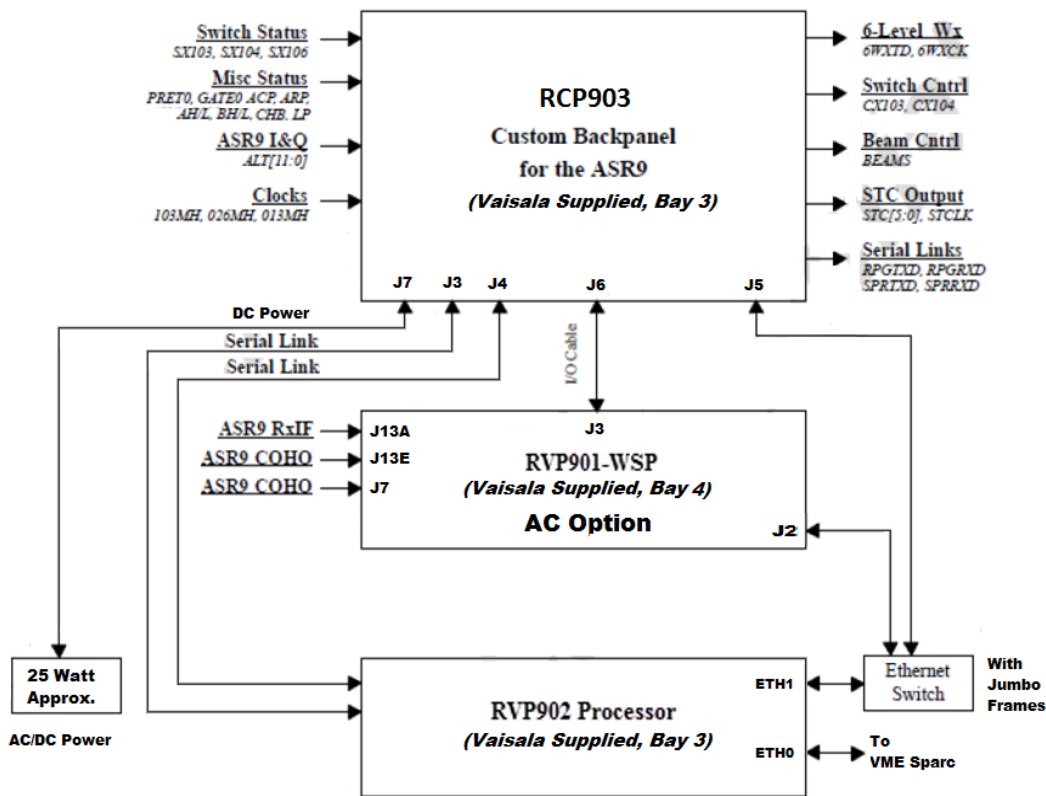 Switch Status
SX103, SX104, SX106
Misc Status
PRET0, GATE0 ACP, ARP,
AH/L, BH/L, CHB, LP
ASR9 I&Q
ALT[11:0]
Clocks
103MH, 026MH, 013MH
RCP903
Custom Backpanel
for the ASR9
(Vaisala Supplied, Bay 3)
J7 J3 J4 J6 J5
6-Level Wx
6WXTD, 6WXCK
Switch Cntrl
CX103, CX104
Beam Cntrl
BEAMS
STC Output
STC[5:0], STCLK
Serial Links
RPGTXD, RPGRXD
SPRTXD, SPRRXD
DC Power
Serial Link
Serial Link
I/O Cable
ASR9 RxIF
ASR9 COHO
ASR9 COHO
J13A
J13E
J7
J3
RVP901-WSP
(Vaisala Supplied, Bay 4)
AC Option
J2
25 Watt
Approx.
AC/DC Power
RVP902 Processor
(Vaisala Supplied, Bay 3)
ETH1
ETH0
Ethernet
Switch
With
Jumbo
Frames
To
VME Sparc